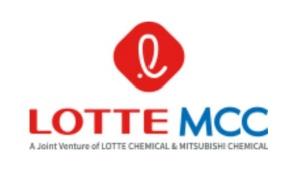 LOTTE MCC
A Joint Venture of LOTTE CHEMICAL & MITSUBISHI CHEMICAL